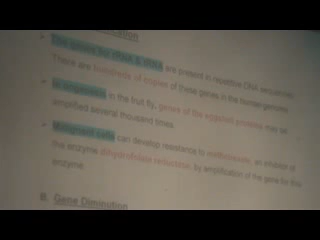 The genes for rRNA & tRNA are present in repetitive DNA sequences.
There are hundreds of copies of these genes in the human genome.
In oogenesis in the fruit fly, genes of the eggshell proteins may be
amplified several thousand times.
Malignant cells can develop resistance to methotrexate, an inhibitor of
the enzyme dihydrofolate reductase, by amplification of the gene for this
enzyme.
B. Gene Diminution